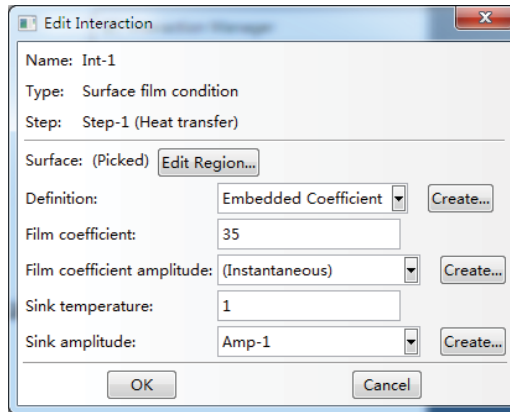 Edit Interaction
Name: Int-1
Type: Surface film condition
Step: Step-1 (Heat transfer)
Surface: (Picked) Edit Region...
Definition: Embedded Coefficient Create...
Film coefficient: 35
Film coefficient amplitude: (Instantaneous) Create...
Sink temperature: 1
Sink amplitude: Amp-1 Create...
OK Cancel